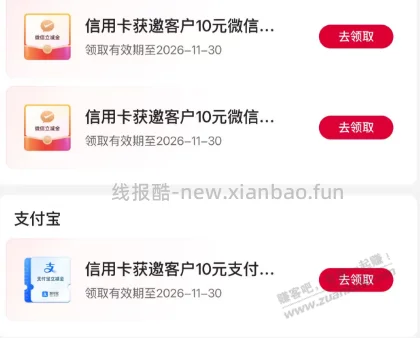 信用卡获邀客户10元微信...
微信立减金
领取有效期至2026-11-30
去领取
信用卡获邀客户10元微信...
微信立减金
领取有效期至2026-11-30
去领取
线报酷-new.xianbao.fun
支付宝
信用卡获邀客户10元支付...
支付宝立减金
领取有效期至2026-11-30
去领取
赚客吧,